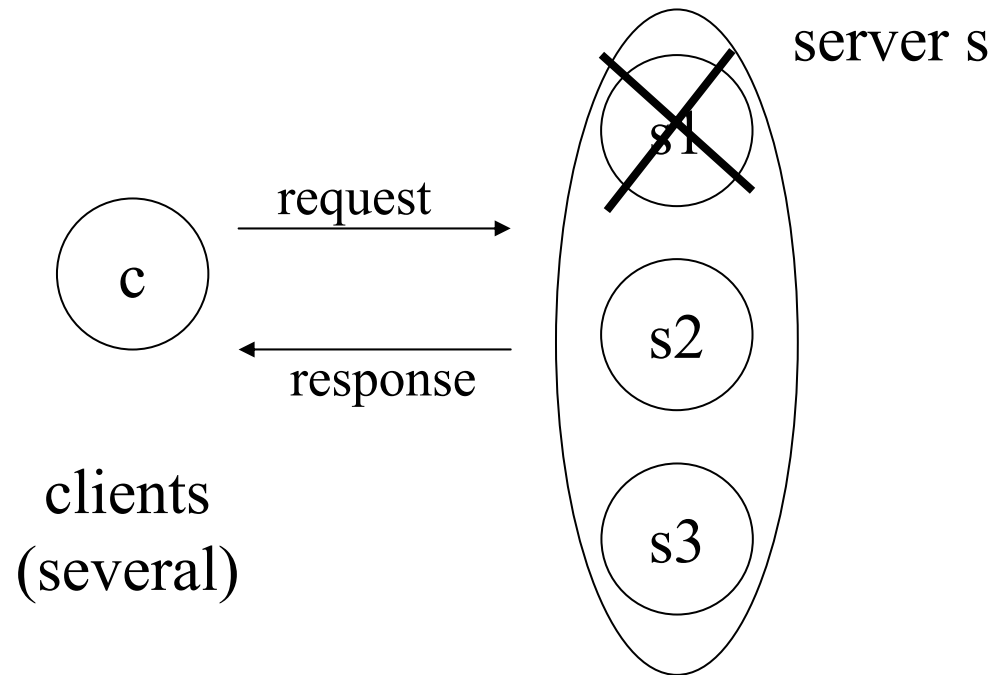 server s
s1
request
c
s2
response
clients
(several)
s3